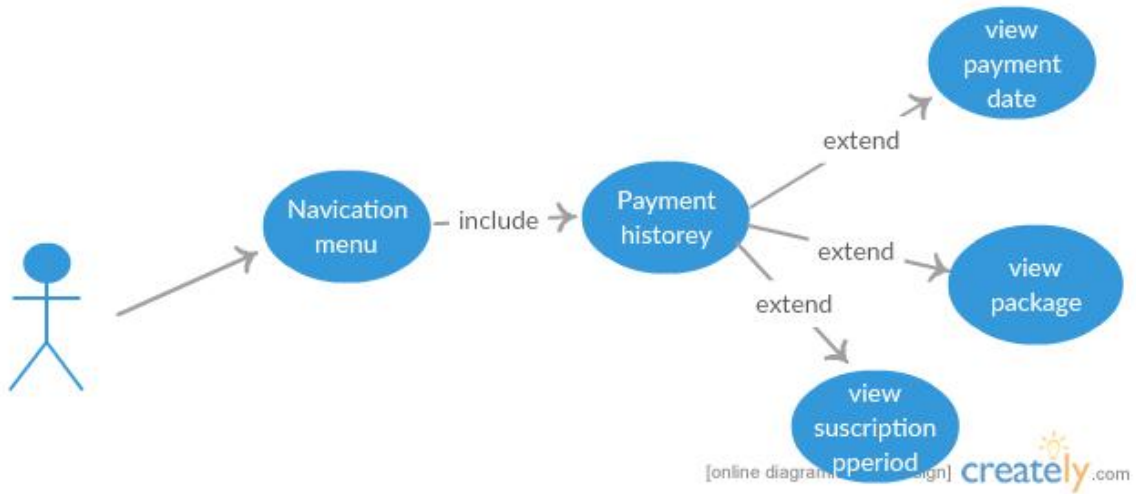 view
payment
date
extend
Navication
menu
include
Payment
historey
extend
view
package
extend
view
suscription
pperiod
[online diagram
creately.com